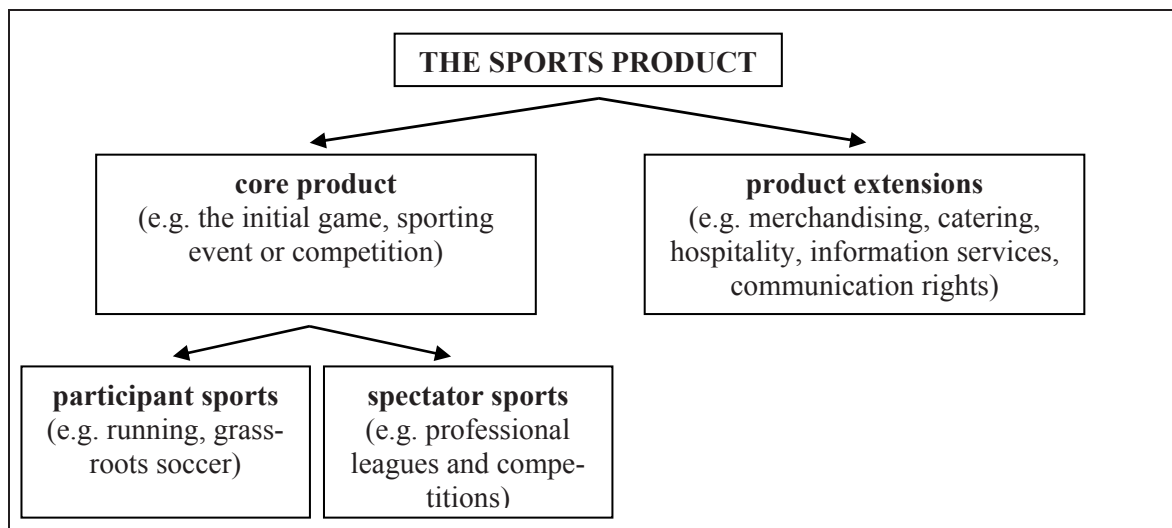 THE SPORTS PRODUCT
core product
(e.g. the initial game, sporting
event or competition)
product extensions
(e.g. merchandising, catering,
hospitality, information services,
communication rights)
participant sports
(e.g. running, grass-
roots soccer)
spectator sports
(e.g. professional
leagues and compe-
titions)